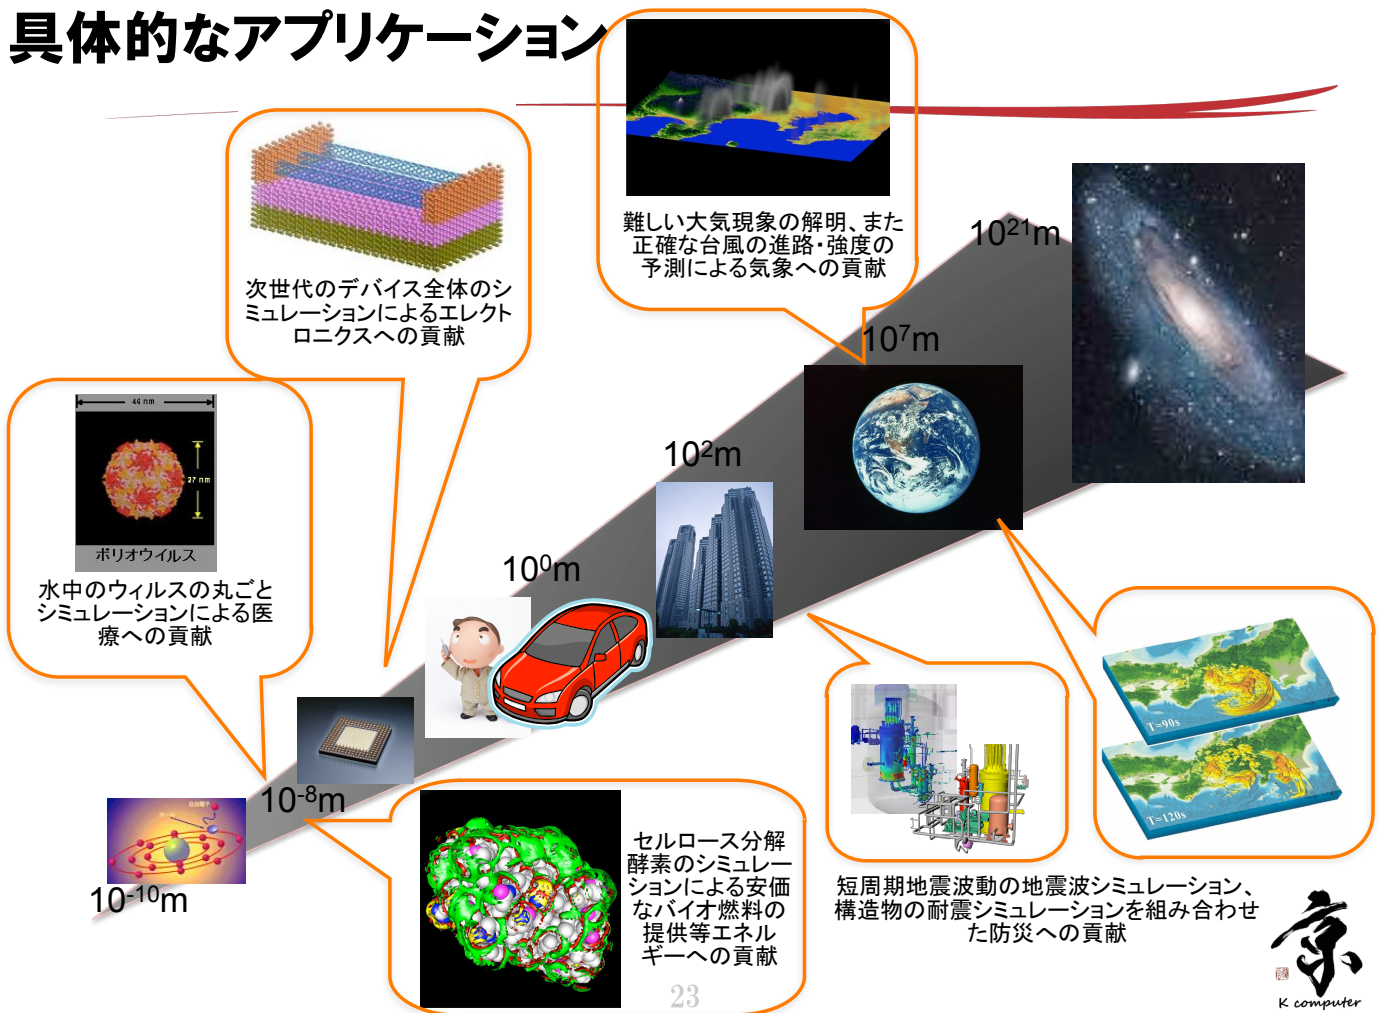 具体的なアプリケーション
難しい大気現象の解明、また
正確な台風の進路・強度の
予測による気象への貢献
10²¹m
次世代のデバイス全体のシ
ミュレーションによるエレクト
ロニクスへの貢献
10⁷m
46 nm
27 nm
ポリオウイルス
水中のウィルスの丸ごと
シミュレーションによる医
療への貢献
10²m
10⁰m
10⁻⁸m
自由電子
10⁻¹⁰m
セルロース分解
酵素のシミュレー
ションによる安価
なバイオ燃料の
提供等エネル
ギーへの貢献
T=90s
T=120s
短周期地震波動の地震波シミュレーション、
構造物の耐震シミュレーションを組み合わせ
た防災への貢献
京
K computer
23